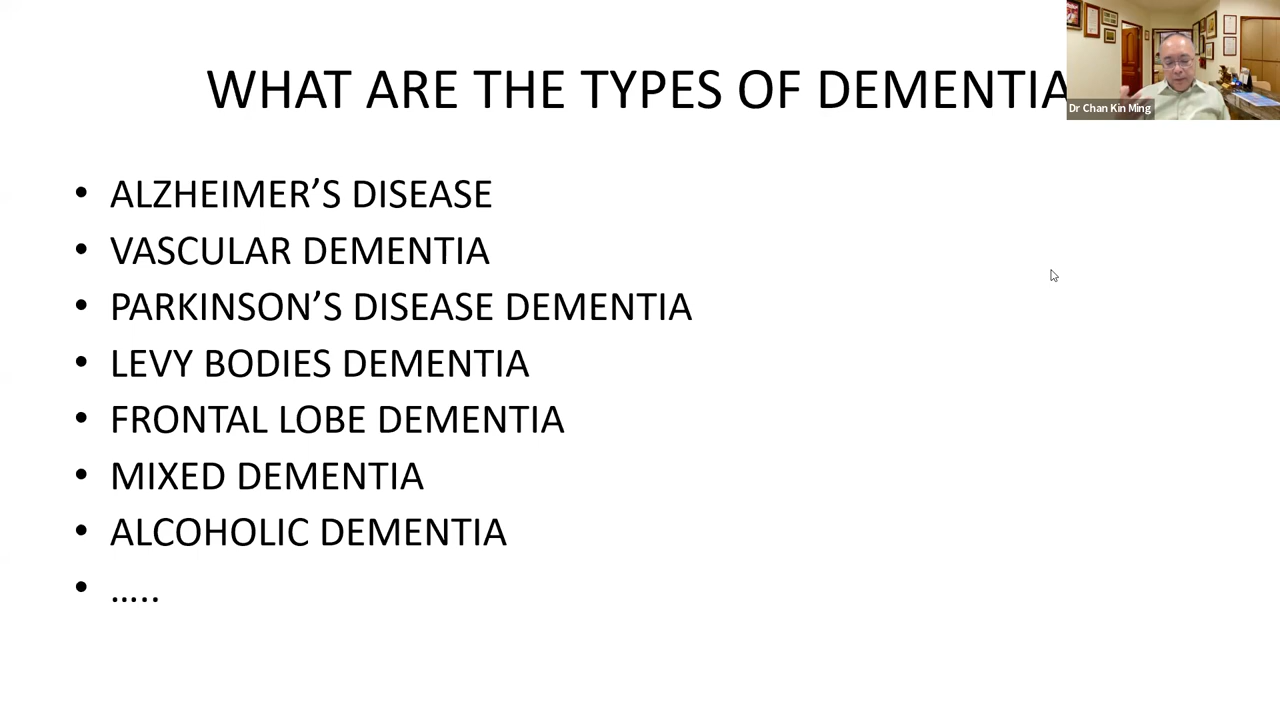 WHAT ARE THE TYPES OF DEMENTIA
Dr Chan Kin Ming
• ALZHEIMER’S DISEASE
• VASCULAR DEMENTIA
• PARKINSON’S DISEASE DEMENTIA
• LEVY BODIES DEMENTIA
• FRONTAL LOBE DEMENTIA
• MIXED DEMENTIA
• ALCOHOLIC DEMENTIA
• …..